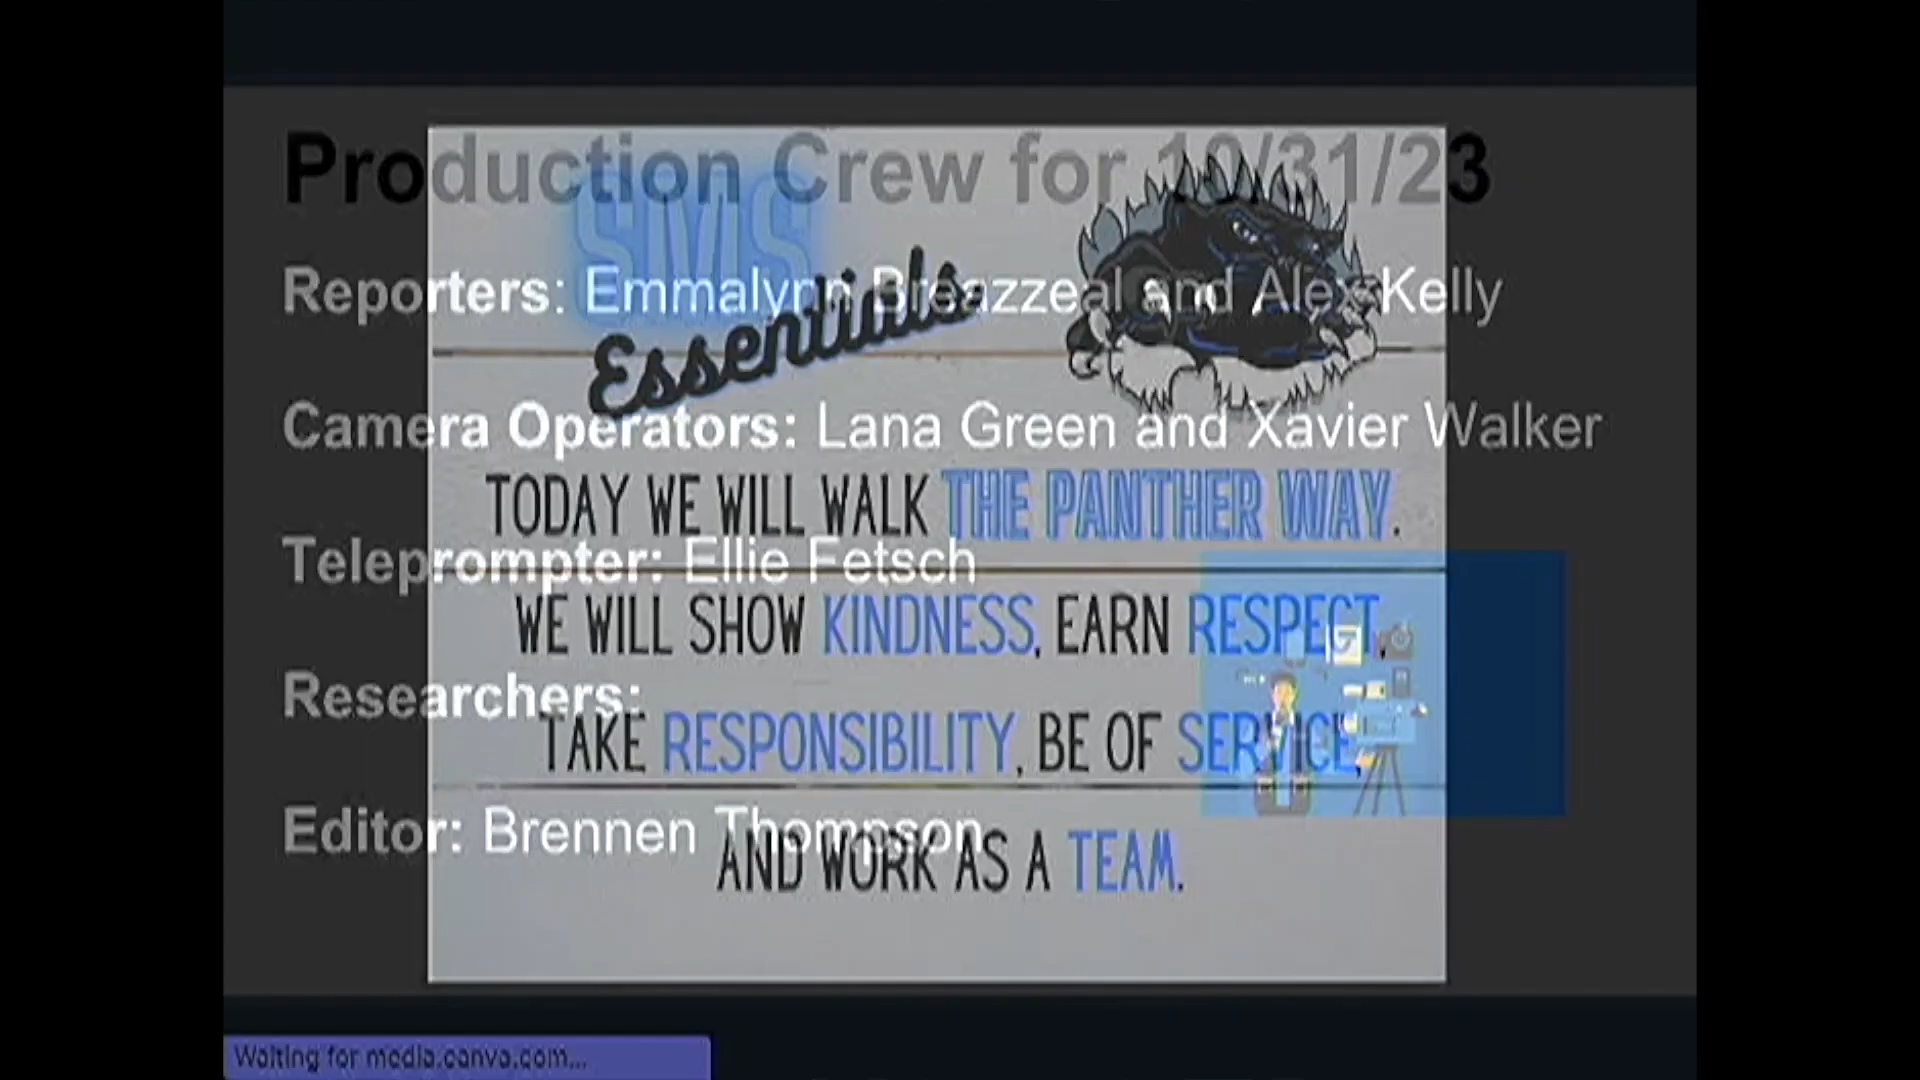 Production Crew for 10/31/23
SMS
Essentials
Reporters: Emmalynn Breazzeal and Alex Kelly
Camera Operators: Lana Green and Xavier Walker
TODAY WE WILL WALK THE PANTHER WAY.
Teleprompter: Ellie Fetsch
WE WILL SHOW KINDNESS, EARN RESPECT,
Researchers:
TAKE RESPONSIBILITY, BE OF SERVICE,
Editor: Brennen Thompson
AND WORK AS A TEAM.
Waiting for media.canva.com...